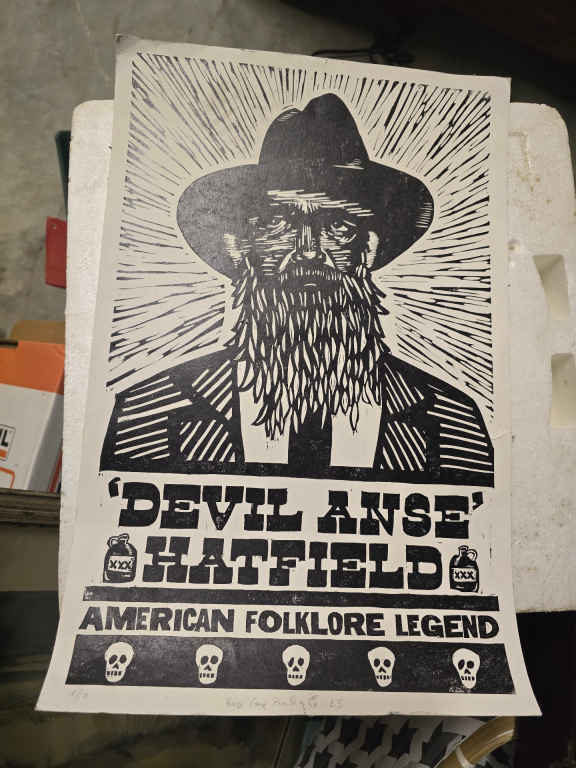 'DEVIL ANSE'
XXX HATFIELD XXX
AMERICAN FOLKLORE LEGEND